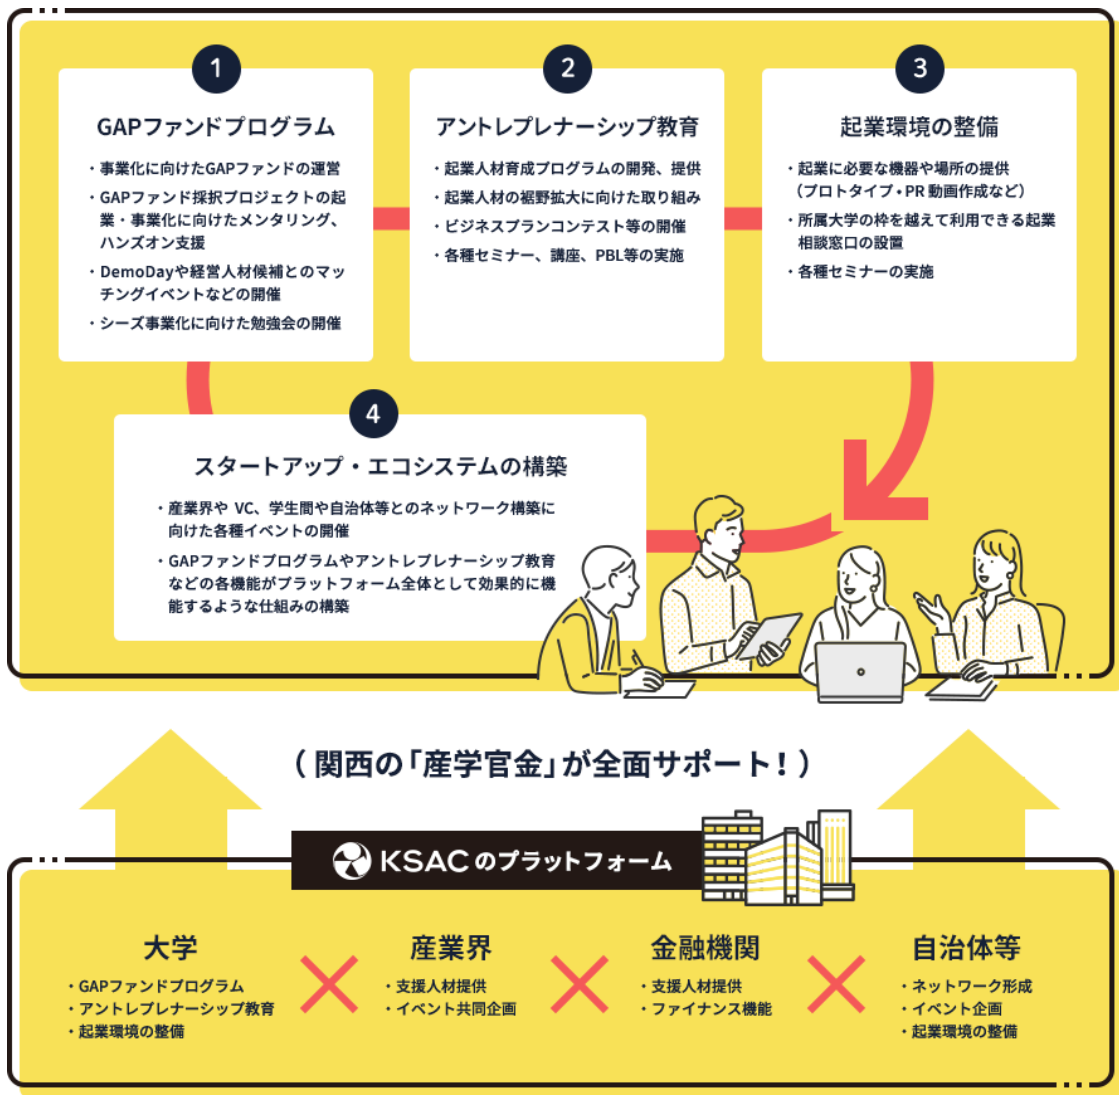 1
GAPファンドプログラム
・事業化に向けたGAPファンドの運営
・GAPファンド採択プロジェクトの起
業・事業化に向けたメンタリング、
ハンズオン支援
・DemoDayや経営人材候補とのマッ
チングイベントなどの開催
・シーズ事業化に向けた勉強会の開催
2
アントレプレナーシップ教育
・起業人材育成プログラムの開発、提供
・起業人材の裾野拡大に向けた取り組み
・ビジネスプランコンテスト等の開催
・各種セミナー、講座、PBL等の実施
3
起業環境の整備
・起業に必要な機器や場所の提供
（プロトタイプ・PR動画作成など）
・所属大学の枠を越えて利用できる起業
相談窓口の設置
・各種セミナーの実施
4
スタートアップ・エコシステムの構築
・産業界や VC、学生間や自治体等とのネットワーク構築に
向けた各種イベントの開催
・GAPファンドプログラムやアントレプレナーシップ教育
などの各機能がプラットフォーム全体として効果的に機
能するような仕組みの構築
（関西の「産学官金」が全面サポート！）
KSACのプラットフォーム
大学
・GAPファンドプログラム
・アントレプレナーシップ教育
・起業環境の整備
産業界
・支援人材提供
・イベント共同企画
金融機関
・支援人材提供
・ファイナンス機能
自治体等
・ネットワーク形成
・イベント企画
・起業環境の整備